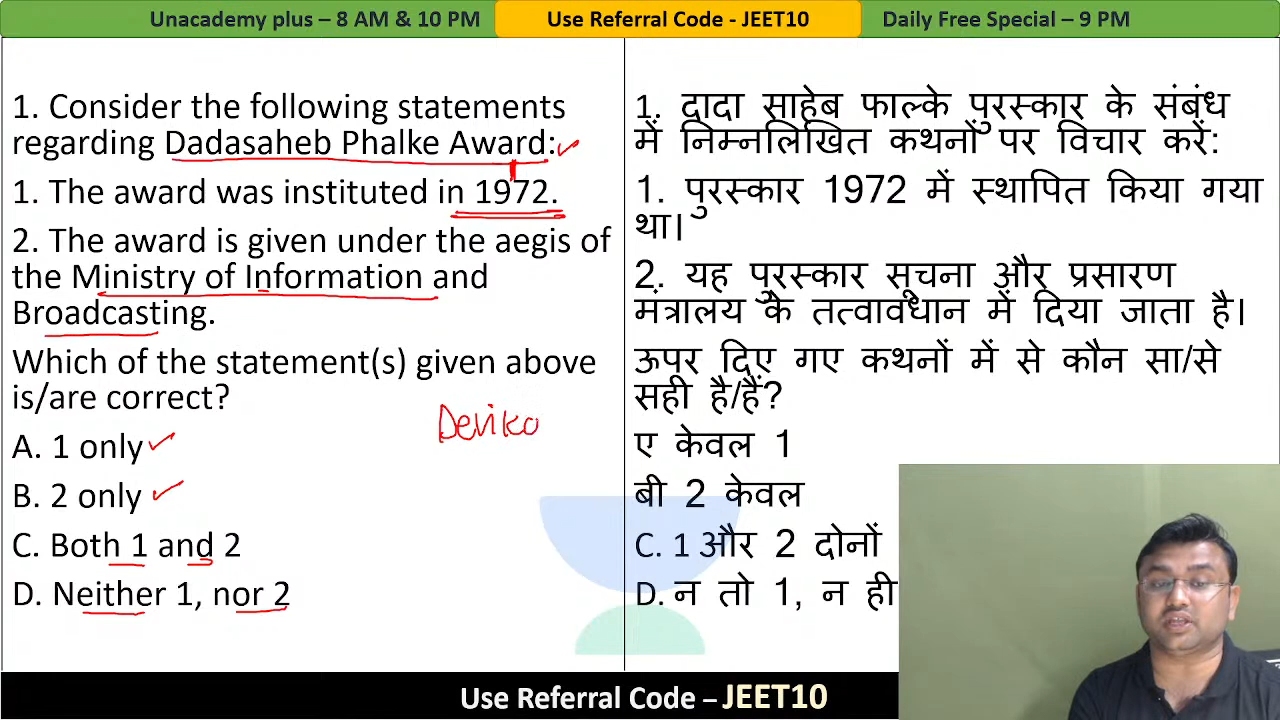 Unacademy plus – 8 AM & 10 PM
Use Referral Code - JEET10
Daily Free Special – 9 PM
1. Consider the following statements
regarding Dadasaheb Phalke Award:
1. The award was instituted in 1972.
2. The award is given under the aegis of
the Ministry of Information and
Broadcasting.
Which of the statement(s) given above
is/are correct?
Devika
A. 1 only
B. 2 only
C. Both 1 and 2
D. Neither 1, nor 2
1. दादा साहेब फाल्के पुरस्कार के संबंध
में निम्नलिखित कथनों पर विचार करें:
1. पुरस्कार 1972 में स्थापित किया गया
था।
2. यह पुरस्कार सूचना और प्रसारण
मंत्रालय के तत्वावधान में दिया जाता है।
ऊपर दिए गए कथनों में से कौन सा/से
सही है/हैं?
ए केवल 1
बी 2 केवल
C. 1 और 2 दोनों
D. न तो 1, न ही
Use Referral Code – JEET10